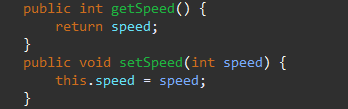 public int getSpeed() {
    return speed;
}
public void setSpeed(int speed) {
    this.speed = speed;
}